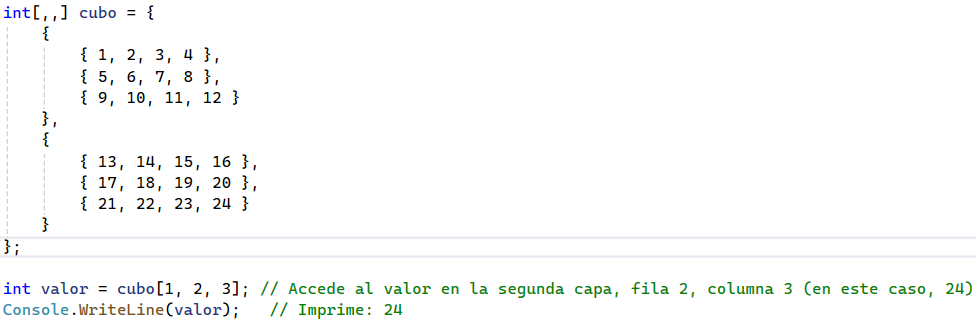 int[,,] cubo = {
    {
        { 1, 2, 3, 4 },
        { 5, 6, 7, 8 },
        { 9, 10, 11, 12 }
    },
    {
        { 13, 14, 15, 16 },
        { 17, 18, 19, 20 },
        { 21, 22, 23, 24 }
    }
};
int valor = cubo[1, 2, 3]; // Accede al valor en la segunda capa, fila 2, columna 3 (en este caso, 24)
Console.WriteLine(valor);   // Imprime: 24